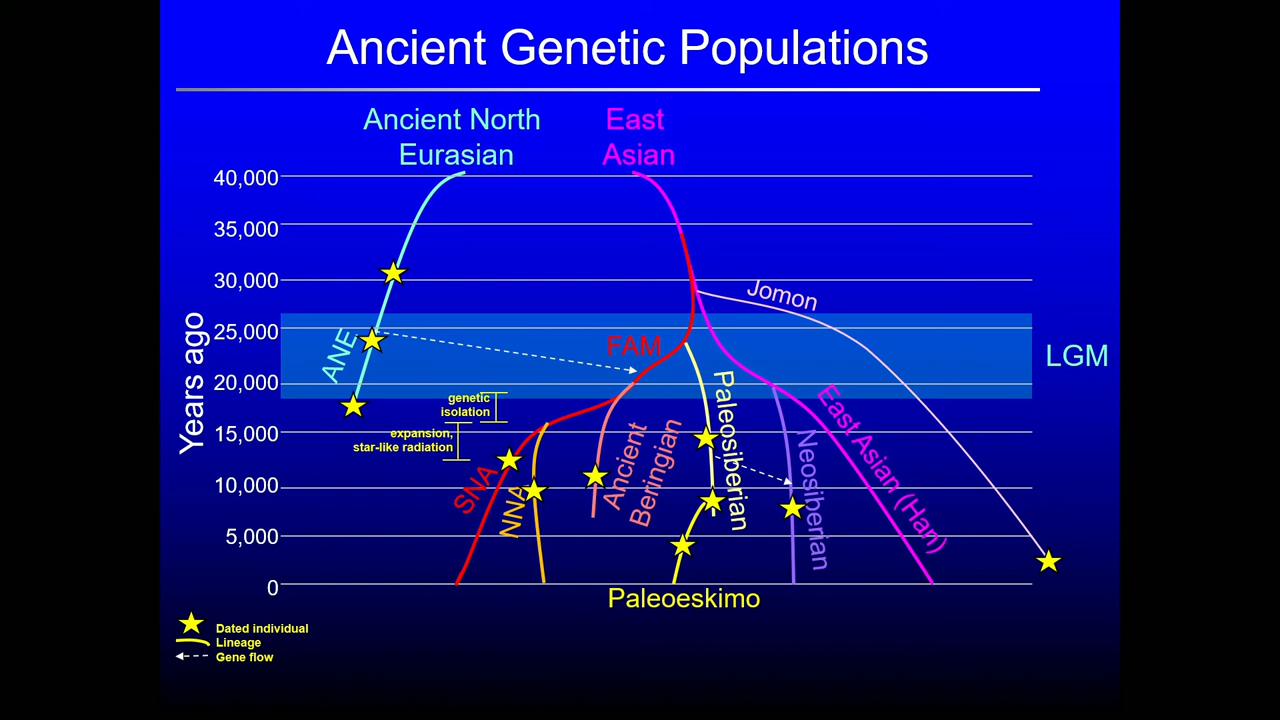 Ancient Genetic Populations
Ancient North
Eurasian
East
Asian
40,000
35,000
30,000
25,000
20,000
15,000
10,000
5,000
0
Years ago
Jomon
LGM
ANE
FAM
genetic
isolation
expansion,
star-like radiation
SNA
NNA
Ancient
Beringian
Paleosiberian
Neosiberian
East Asian (Han)
Paleoeskimo
Dated individual
Lineage
Gene flow